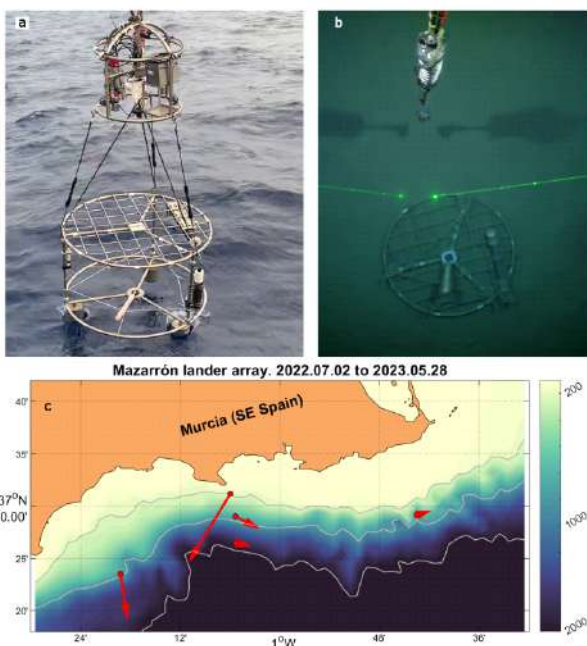 a
b
Mazarrón lander array. 2022.07.02 to 2023.05.28
c
Murcia (SE Spain)
40'
35'
37°N
0.00'
25'
20'
24'
12'
1°W
48'
36'
200
1000
2000